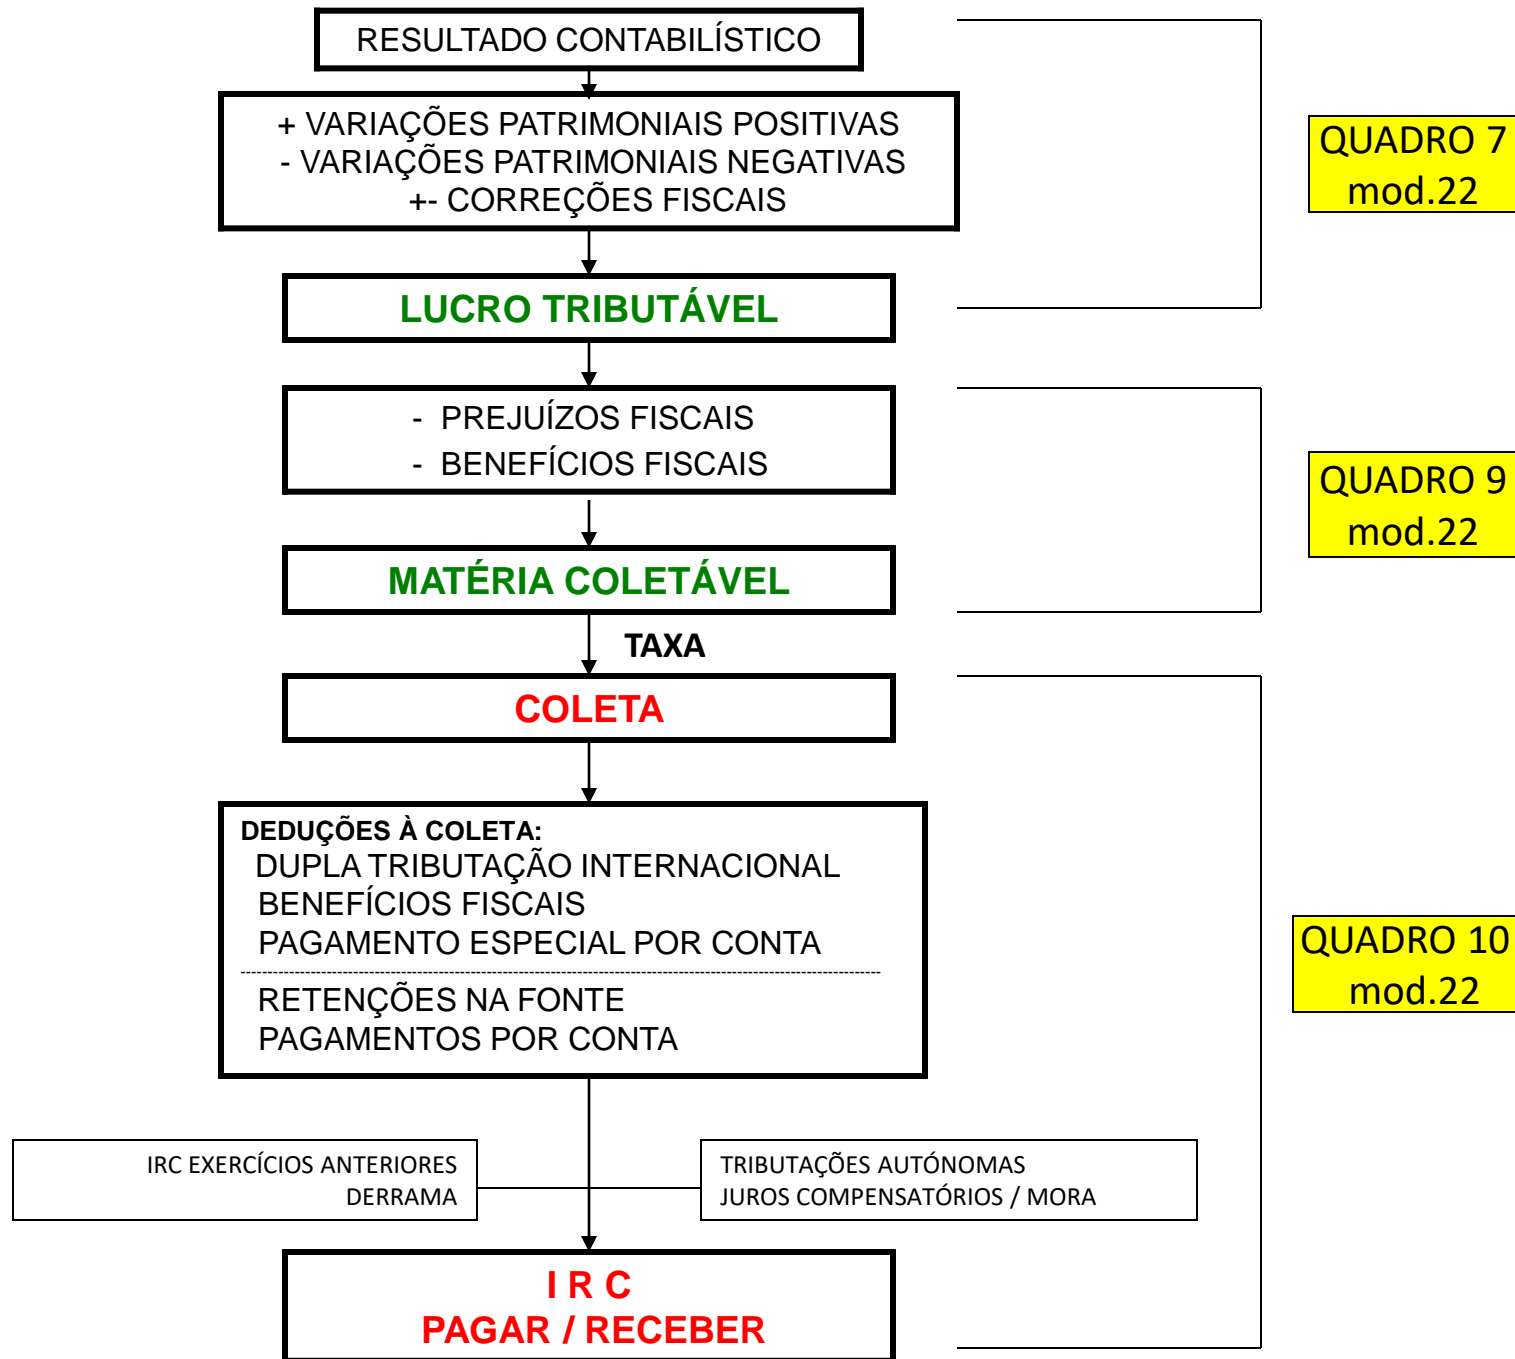 RESULTADO CONTABILÍSTICO
+ VARIAÇÕES PATRIMONIAIS POSITIVAS
- VARIAÇÕES PATRIMONIAIS NEGATIVAS
+- CORREÇÕES FISCAIS
QUADRO 7
mod.22
LUCRO TRIBUTÁVEL
- PREJUÍZOS FISCAIS
- BENEFÍCIOS FISCAIS
QUADRO 9
mod.22
MATÉRIA COLETÁVEL
TAXA
COLETA
DEDUÇÕES À COLETA:
DUPLA TRIBUTAÇÃO INTERNACIONAL
BENEFÍCIOS FISCAIS
PAGAMENTO ESPECIAL POR CONTA
RETENÇÕES NA FONTE
PAGAMENTOS POR CONTA
QUADRO 10
mod.22
IRC EXERCÍCIOS ANTERIORES
DERRAMA
TRIBUTAÇÕES AUTÓNOMAS
JUROS COMPENSATÓRIOS / MORA
I R C
PAGAR / RECEBER